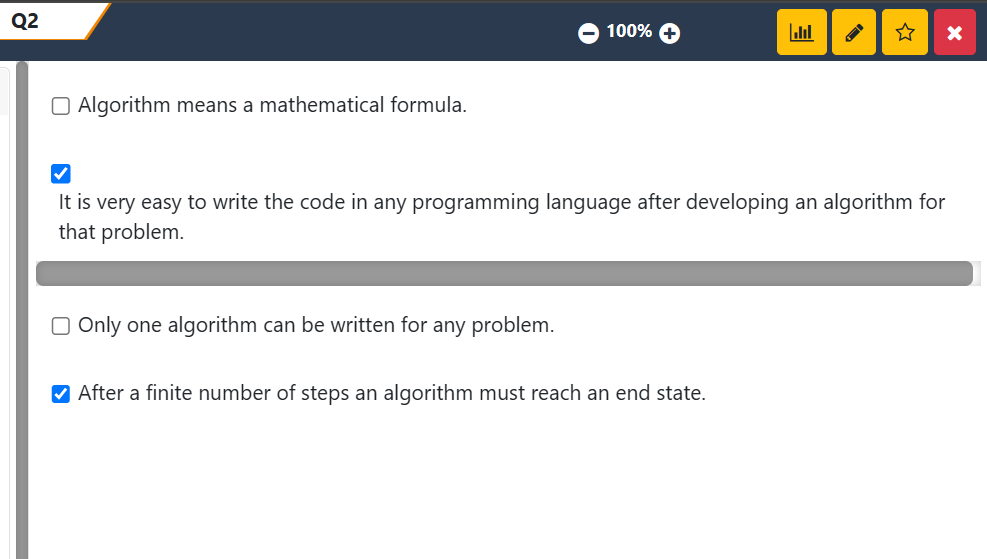 Q2
100%
Algorithm means a mathematical formula.
It is very easy to write the code in any programming language after developing an algorithm for
that problem.
Only one algorithm can be written for any problem.
After a finite number of steps an algorithm must reach an end state.